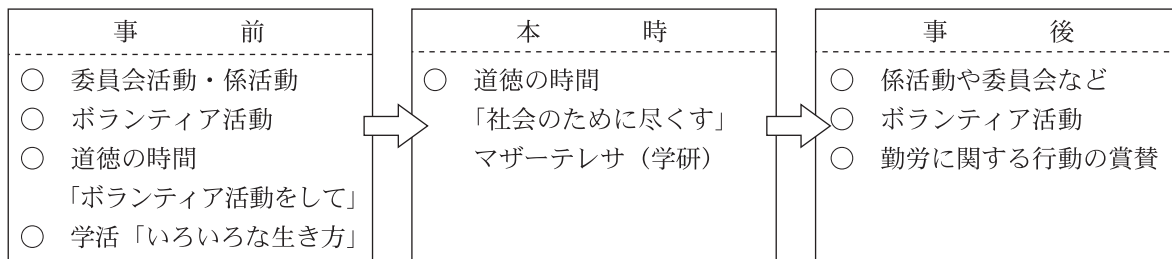 事　前
○　委員会活動・係活動
○　ボランティア活動
○　道徳の時間
「ボランティア活動をして」
○　学活「いろいろな生き方」
本　時
○　道徳の時間
「社会のために尽くす」
マザーテレサ（学研）
事　後
○　係活動や委員会など
○　ボランティア活動
○　勤労に関する行動の賞賛